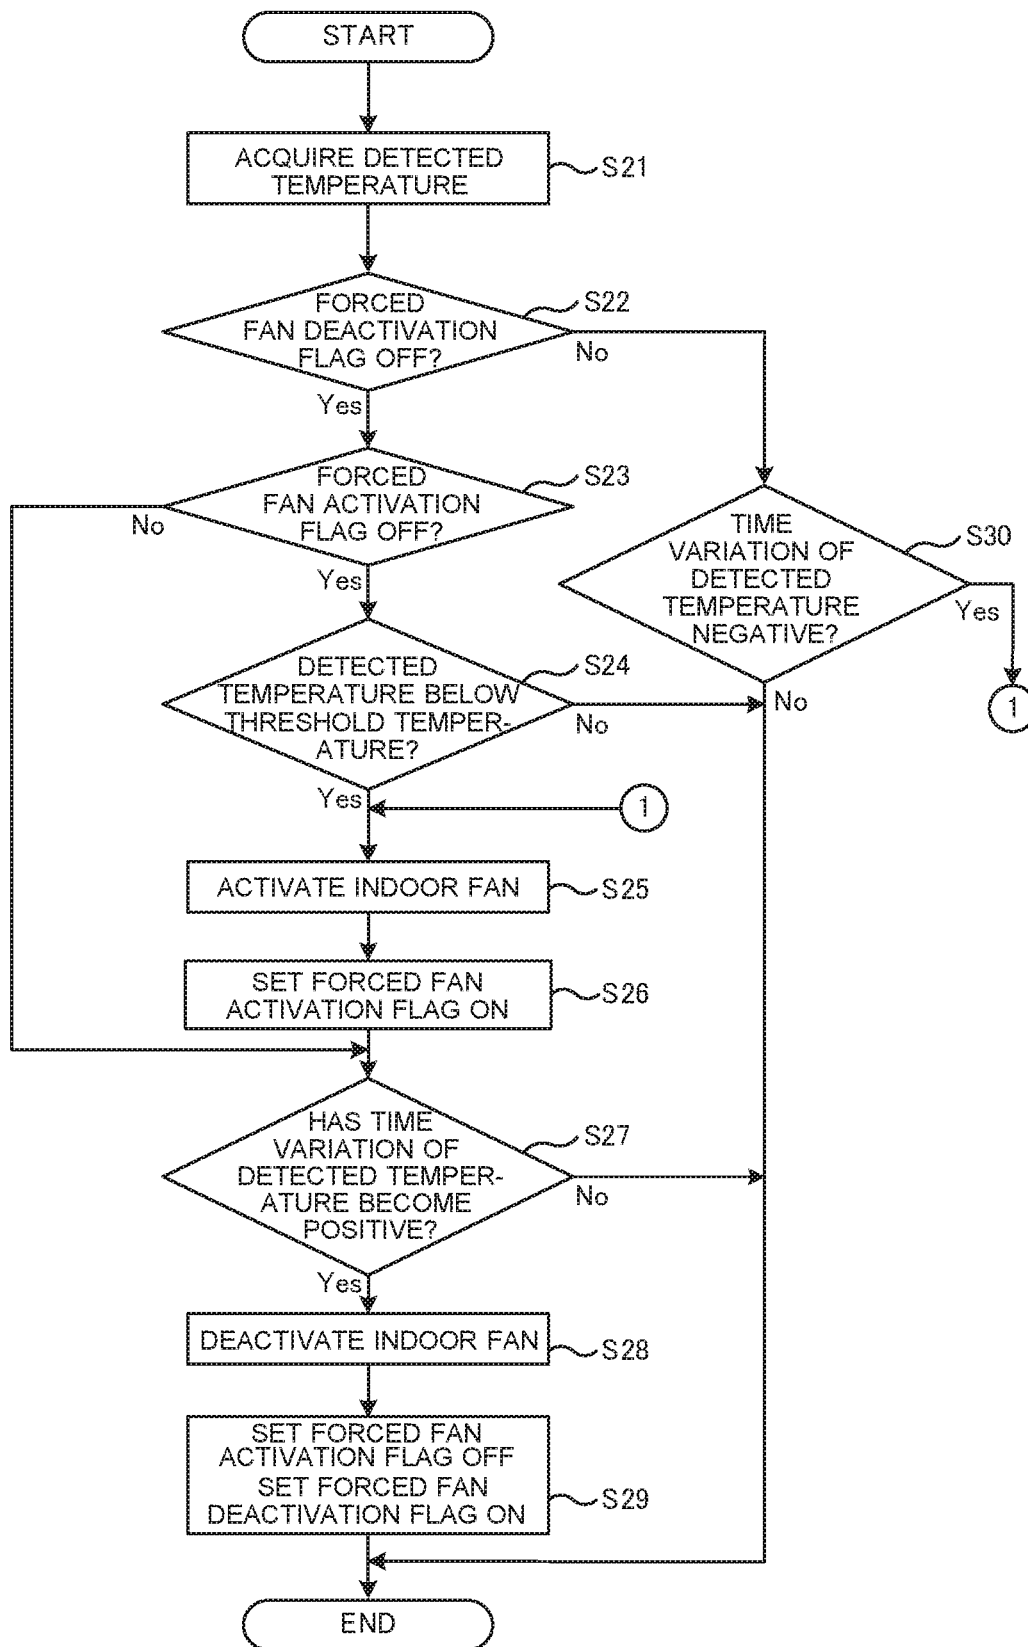 START
ACQUIRE DETECTED
TEMPERATURE
S21
FORCED
FAN DEACTIVATION
FLAG OFF?
S22
No
Yes
FORCED
FAN ACTIVATION
FLAG OFF?
S23
No
Yes
TIME
VARIATION OF
DETECTED
TEMPERATURE
NEGATIVE?
S30
Yes
No
1
DETECTED
TEMPERATURE BELOW
THRESHOLD TEMPER-
ATURE?
S24
No
Yes
1
ACTIVATE INDOOR FAN
S25
SET FORCED FAN
ACTIVATION FLAG ON
S26
HAS TIME
VARIATION OF
DETECTED TEMPER-
ATURE BECOME
POSITIVE?
S27
No
Yes
DEACTIVATE INDOOR FAN
S28
SET FORCED FAN
ACTIVATION FLAG OFF
SET FORCED FAN
DEACTIVATION FLAG ON
S29
END